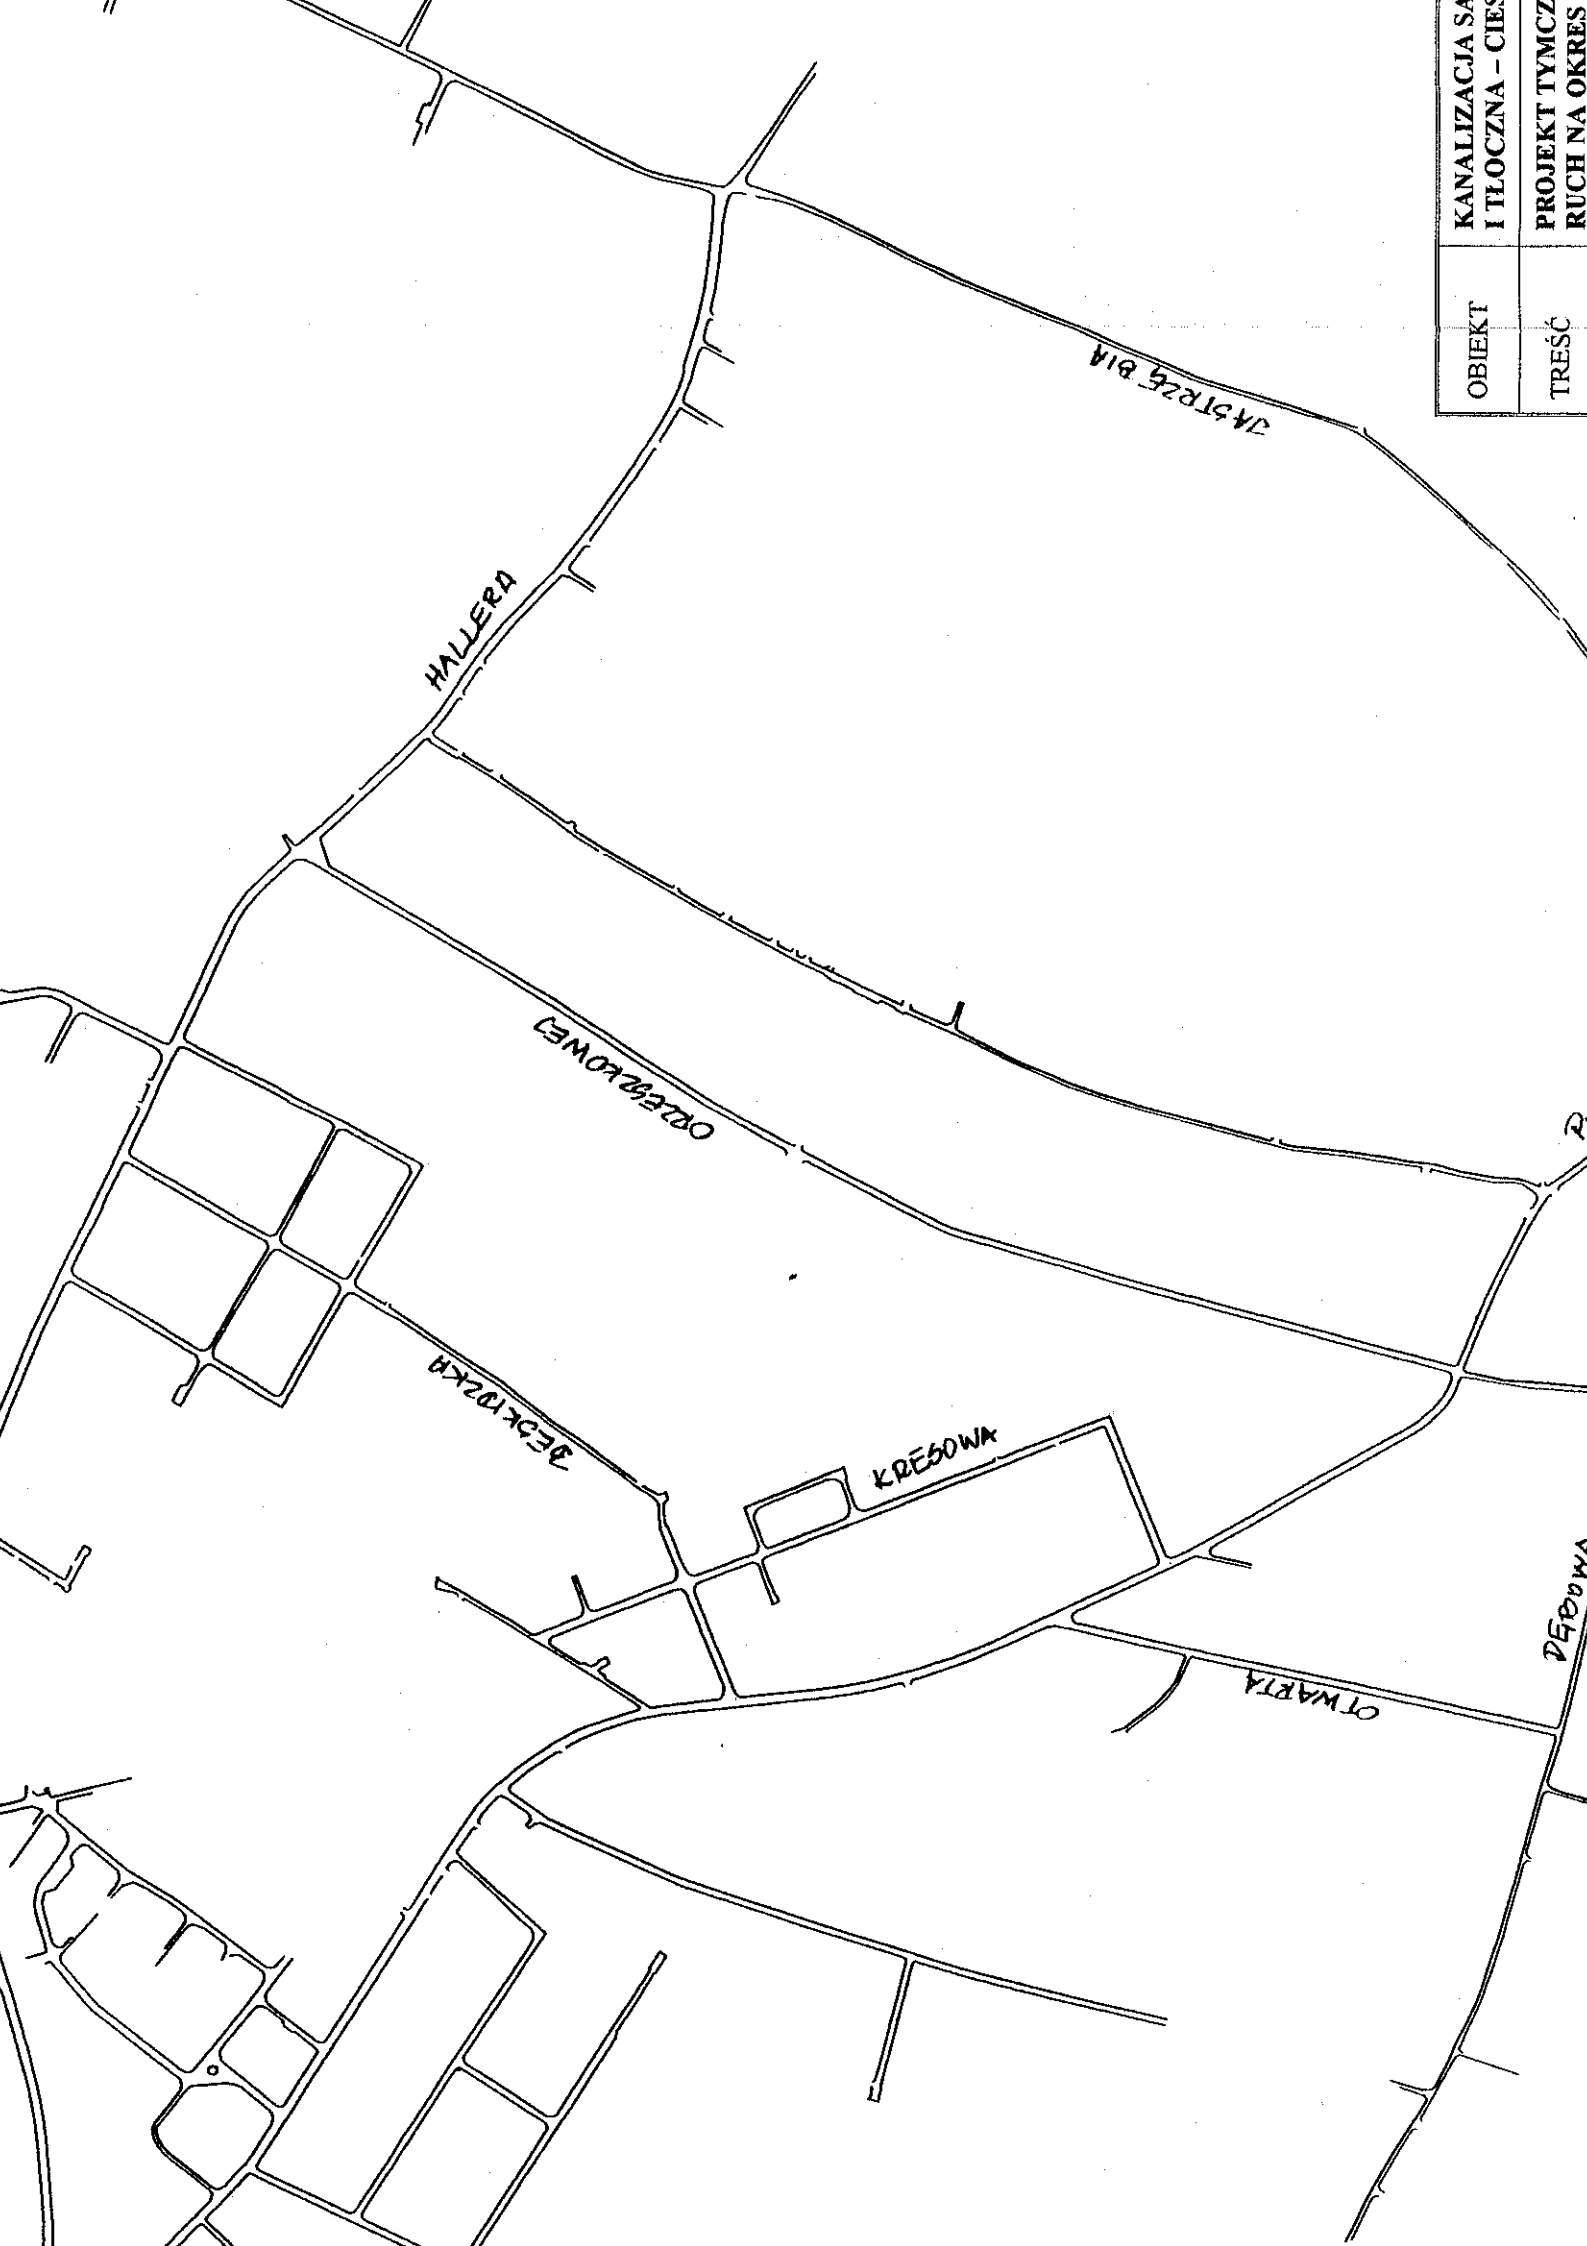 OBIEKT
KANALIZACJA SA
I TŁOCZNA – CIES
TREŚĆ
PROJEKT TYMCZ
RUCH NA OKRES
JASTRZĘBIA
HALLERA
ORZESZKOWEJ
BESKIDZKA
KRESOWA
OTWARTA
DĘBOWA